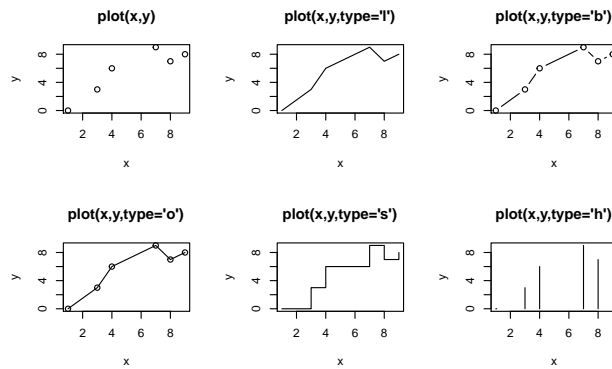 plot(x,y)
y
0 4 8
2 4 6 8
x
plot(x,y,type='l')
y
0 4 8
2 4 6 8
x
plot(x,y,type='b')
y
0 4 8
2 4 6 8
x
plot(x,y,type='o')
y
0 4 8
2 4 6 8
x
plot(x,y,type='s')
y
0 4 8
2 4 6 8
x
plot(x,y,type='h')
y
0 4 8
2 4 6 8
x